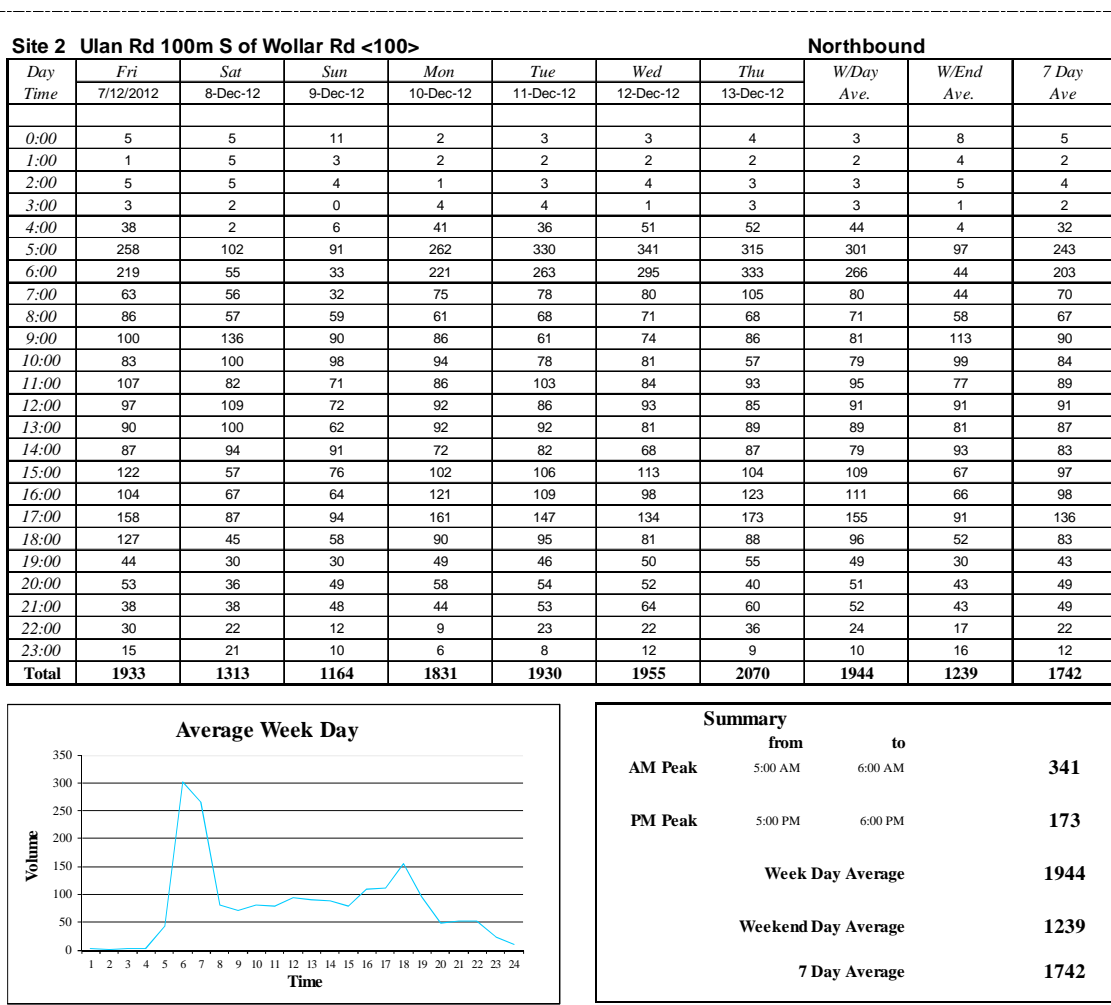 Site 2 Ulan Rd 100m S of Wollar Rd <100> Northbound
Day Fri Sat Sun Mon Tue Wed Thu W/Day W/End 7 Day
Time 7/12/2012 8-Dec-12 9-Dec-12 10-Dec-12 11-Dec-12 12-Dec-12 13-Dec-12 Ave. Ave. Ave
0:00 5 5 11 2 3 3 4 3 8 5
1:00 1 5 3 2 2 2 2 2 4 2
2:00 5 5 4 1 3 4 3 3 5 4
3:00 3 2 0 4 4 1 3 3 1 2
4:00 38 2 6 41 36 51 52 44 4 32
5:00 258 102 91 262 330 341 315 301 97 243
6:00 219 55 33 221 263 295 333 266 44 203
7:00 63 56 32 75 78 80 105 80 44 70
8:00 86 57 59 61 68 71 68 71 58 67
9:00 100 136 90 86 61 74 86 81 113 90
10:00 83 100 98 94 78 81 57 79 99 84
11:00 107 82 71 86 103 84 93 95 77 89
12:00 97 109 72 92 86 93 85 91 91 91
13:00 90 100 62 92 92 81 89 89 81 87
14:00 87 94 91 72 82 68 87 79 93 83
15:00 122 57 76 102 106 113 104 109 67 97
16:00 104 67 64 121 109 98 123 111 66 98
17:00 158 87 94 161 147 134 173 155 91 136
18:00 127 45 58 90 95 81 88 96 52 83
19:00 44 30 30 49 46 50 55 49 30 43
20:00 53 36 49 58 54 52 40 51 43 49
21:00 38 38 48 44 53 64 60 52 43 49
22:00 30 22 12 9 23 22 36 24 17 22
23:00 15 21 10 6 8 12 9 10 16 12
Total 1933 1313 1164 1831 1930 1955 2070 1944 1239 1742
Average Week Day
350
300
250
200
150
100
50
0
Volume
1 2 3 4 5 6 7 8 9 10 11 12 13 14 15 16 17 18 19 20 21 22 23 24
Time
Summary
from to
AM Peak 5:00 AM 6:00 AM 341
PM Peak 5:00 PM 6:00 PM 173
Week Day Average 1944
Weekend Day Average 1239
7 Day Average 1742